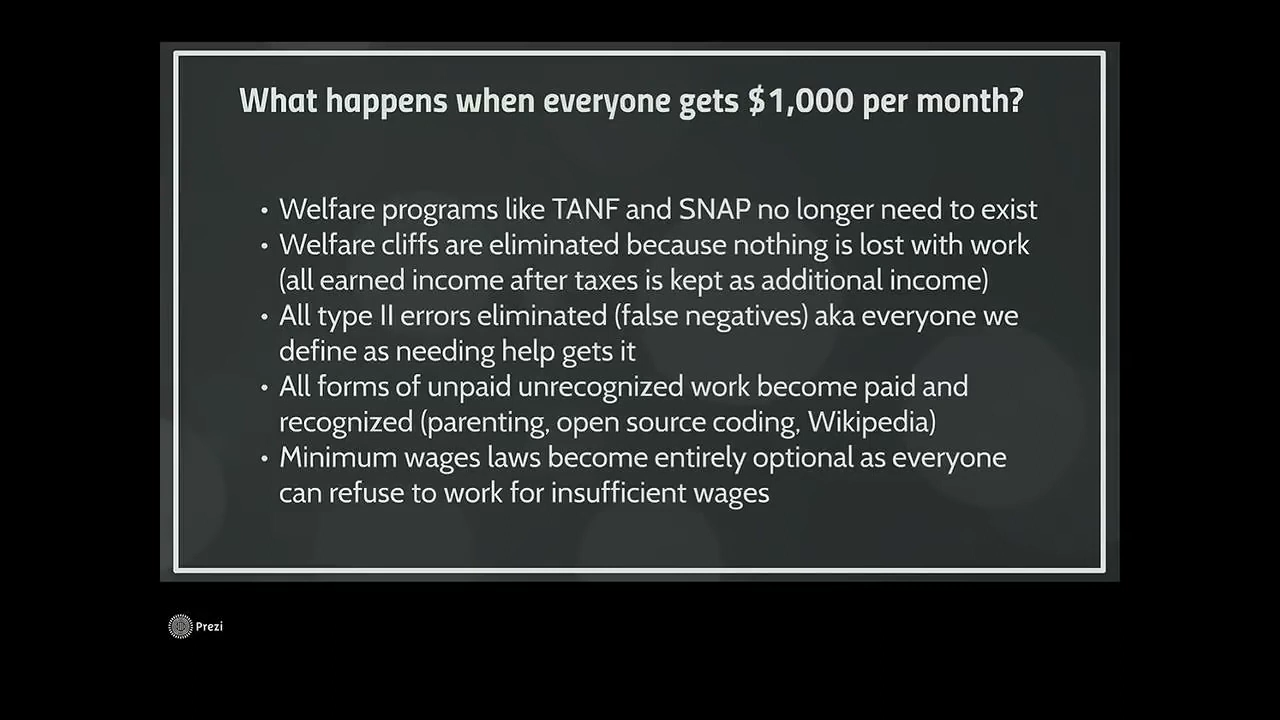 What happens when everyone gets $1,000 per month?
• Welfare programs like TANF and SNAP no longer need to exist
• Welfare cliffs are eliminated because nothing is lost with work
(all earned income after taxes is kept as additional income)
• All type II errors eliminated (false negatives) aka everyone we
define as needing help gets it
• All forms of unpaid unrecognized work become paid and
recognized (parenting, open source coding, Wikipedia)
• Minimum wages laws become entirely optional as everyone
can refuse to work for insufficient wages
Prezi